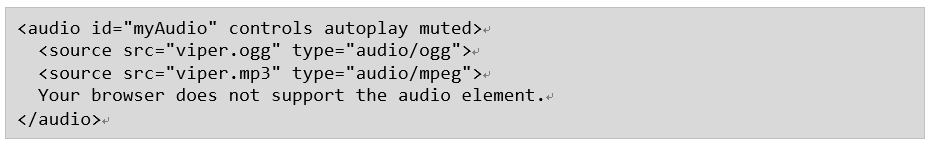 <audio id="myAudio" controls autoplay muted>↵
  <source src="viper.ogg" type="audio/ogg">↵
  <source src="viper.mp3" type="audio/mpeg">↵
  Your browser does not support the audio element.↵
</audio>↵